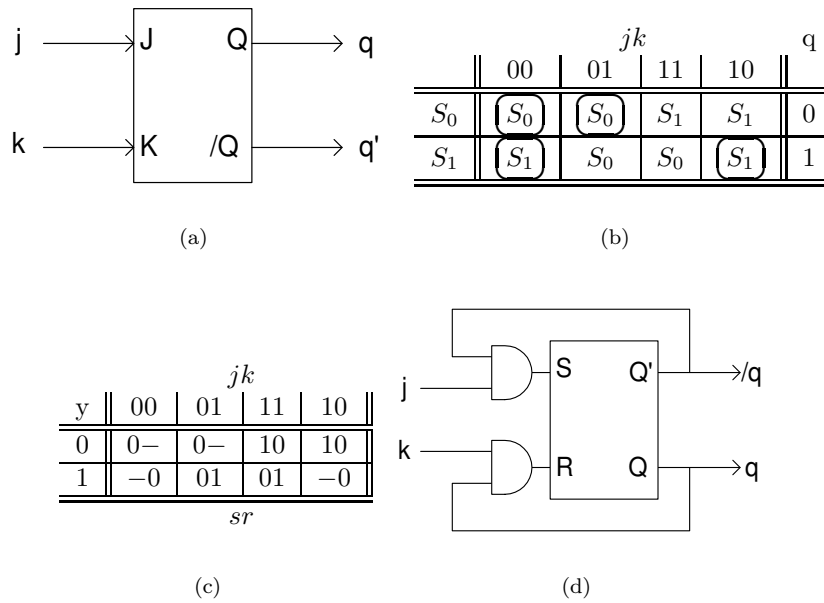 j J Q q
k K /Q q'
(a)
jk q
00 01 11 10
S0 S0 S0 S1 S1 0
S1 S1 S0 S0 S1 1
(b)
jk
y 00 01 11 10
0 0− 0− 10 10
1 −0 01 01 −0
sr
(c)
S Q' /q
j
k
R Q q
(d)